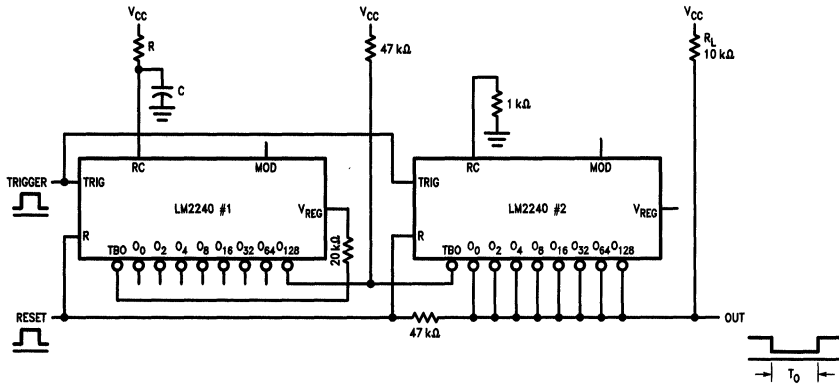 VCC
R
C
VCC
47 kΩ
VCC
RL
10 kΩ
1 kΩ
TRIGGER
TRIG
RC
MOD
LM2240 #1
VREG
R
TBO O0 O2 O4 O8 O16 O32 O64 O128
20 kΩ
TRIG
RC
MOD
LM2240 #2
VREG
R
TBO O0 O2 O4 O8 O16 O32 O64 O128
RESET
47 kΩ
OUT
TO